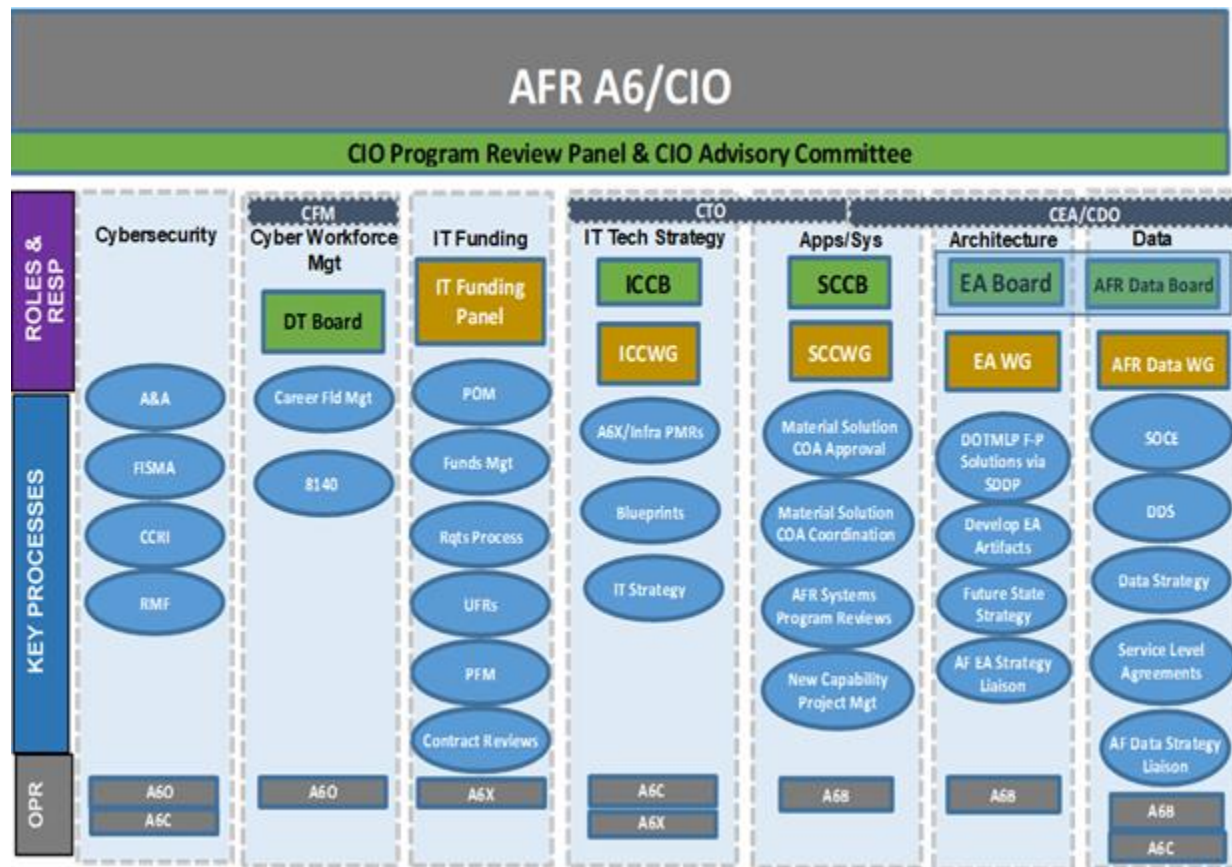 AFR A6/CIO
CIO Program Review Panel & CIO Advisory Committee
ROLES &
RESP
KEY PROCESSES
OPR
Cybersecurity
A&A
FISMA
CCRI
RMF
A6O
A6C
CFM
Cyber Workforce
Mgt
DT Board
Career Fld Mgt
8140
A6O
IT Funding
IT Funding
Panel
POM
Funds Mgt
Rqts Process
UFRs
PFM
Contract Reviews
A6X
CTO
IT Tech Strategy
ICCB
ICCWG
A6X/Infra PMRs
Blueprints
IT Strategy
A6C
A6X
Apps/Sys
SCCB
SCCWG
Material Solution
COA Approval
Material Solution
COA Coordination
AFR Systems
Program Reviews
New Capability
Project Mgt
A6B
CEA/CDO
Architecture
EA Board
EA WG
DOTMLP F-P
Solutions via
SDDP
Develop EA
Artifacts
Future State
Strategy
AF EA Strategy
Liaison
A6B
Data
AFR Data Board
AFR Data WG
SOCE
DDS
Data Strategy
Service Level
Agreements
AF Data Strategy
Liaison
A6B
A6C